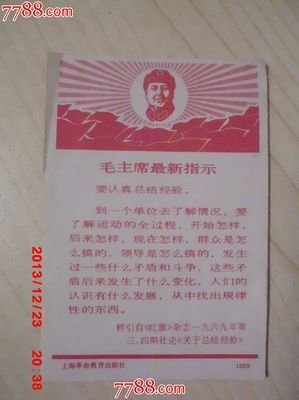 7788.com
毛主席最新指示
要认真总结经验。
到一个单位去了解情况，要
了解运动的全过程，开始怎样，
后来怎样，现在怎样，群众是怎
么搞的，领导是怎么搞的，发生
过一些什么矛盾和斗争，这些矛
盾后来发生了什么变化，人们的
认识有什么发展，从中找出规律
性的东西。
转引自《红旗》杂志一九六九年第
三、四期社论《关于总结经验》
上海革命教育出版社
1969
2013/12/23 20:38
7788.com